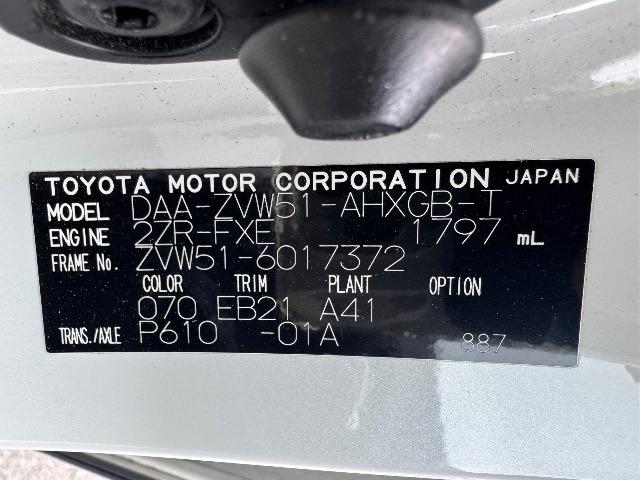 TOYOTA MOTOR CORPORATION JAPAN
MODEL DAA-ZVW51-AHXGB-T
ENGINE 2ZR-FXE 1797 mL
FRAME No. ZVW51-6017372
COLOR TRIM PLANT OPTION
070 EB21 A41
TRANS./AXLE P610 -01A 887